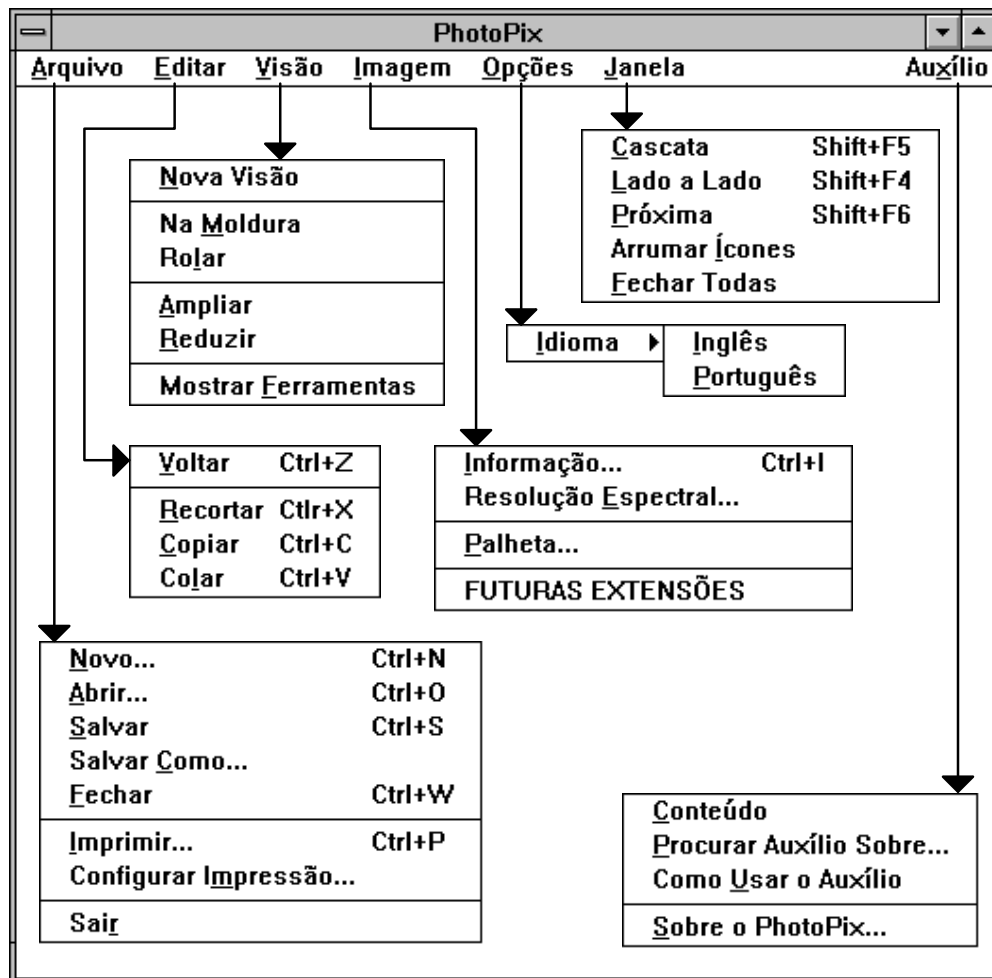 PhotoPix
Arquivo Editar Visão Imagem Opções Janela Auxílio
Cascata Shift+F5
Lado a Lado Shift+F4
Próxima Shift+F6
Arrumar Ícones
Fechar Todas
Nova Visão
Na Moldura
Rolar
Ampliar
Reduzir
Mostrar Ferramentas
Idioma
Inglês
Português
Voltar Ctrl+Z
Recortar Ctlr+X
Copiar Ctrl+C
Colar Ctrl+V
Informação... Ctrl+I
Resolução Espectral...
Palheta...
FUTURAS EXTENSÕES
Novo... Ctrl+N
Abrir... Ctrl+O
Salvar Ctrl+S
Salvar Como...
Fechar Ctrl+W
Imprimir... Ctrl+P
Configurar Impressão...
Sair
Conteúdo
Procurar Auxílio Sobre...
Como Usar o Auxílio
Sobre o PhotoPix...